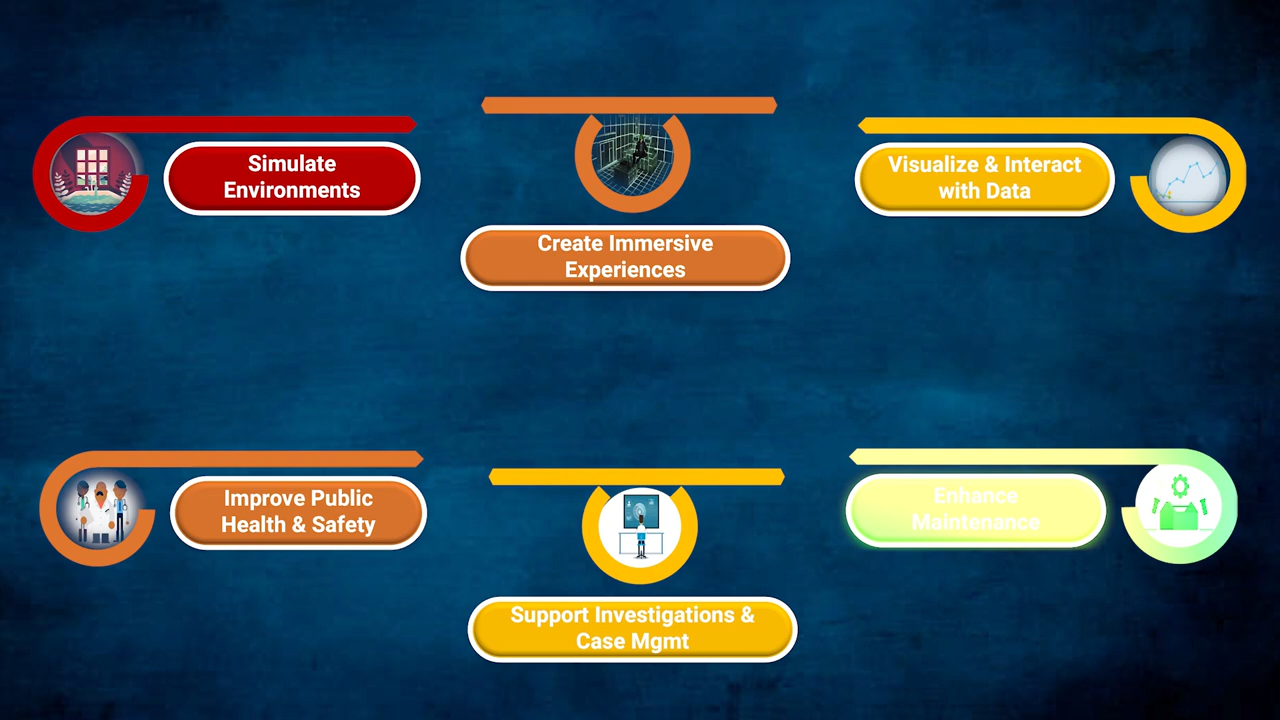 Simulate
Environments
Create Immersive
Experiences
Visualize & Interact
with Data
Improve Public
Health & Safety
Support Investigations &
Case Mgmt
Enhance
Maintenance